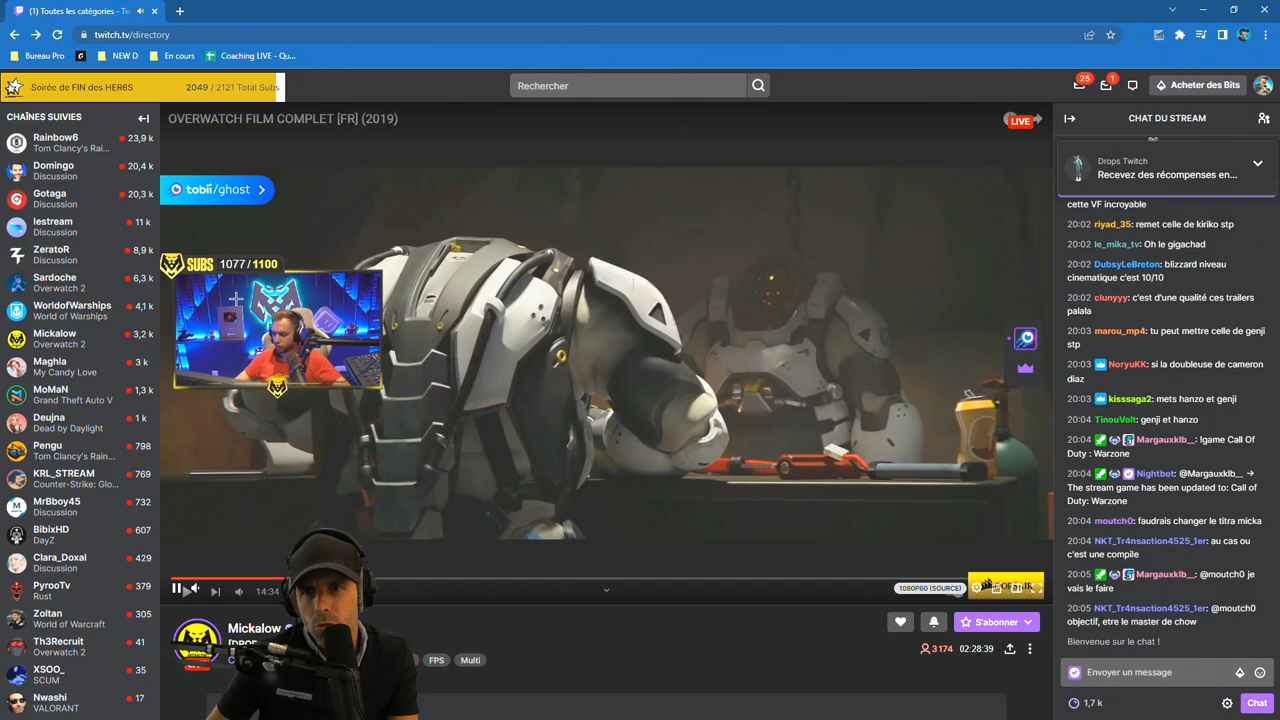 (1) Toutes les catégories - Tw
twitch.tv/directory
Bureau Pro
NEW D
En cours
Coaching LIVE - Qu...
Soirée de FIN des HER6S
2049 / 2121 Total Subs
Rechercher
25
1
Acheter des Bits
CHAÎNES SUIVIES
Rainbow6
23,9 k
Tom Clancy's Rai...
Domingo
20,4 k
Discussion
Gotaga
20,3 k
Discussion
lestream
11 k
Discussion
ZeratoR
8,9 k
Discussion
Sardoche
6,3 k
Overwatch 2
WorldofWarships
4,1 k
World of Warships
Mickalow
3,2 k
Overwatch 2
Maghla
3 k
My Candy Love
MoMaN
1,3 k
Grand Theft Auto V
Deujna
1 k
Dead by Daylight
Pengu
798
Tom Clancy's Rain...
KRL_STREAM
769
Counter-Strike: Glo...
MrBboy45
732
Discussion
BibixHD
607
DayZ
Clara_Doxal
429
Discussion
PyrooTv
379
Rust
Zoltan
305
World of Warcraft
Th3Recruit
41
Overwatch 2
XSOO_
35
SCUM
Nwashi
17
VALORANT
OVERWATCH FILM COMPLET [FR] (2019)
LIVE
tobii/ghost
SUBS 1077/1100
14:34
1080P60 (SOURCE)
Mickalow
S'abonner
FPS
Multi
3 174
02:28:39
CHAT DU STREAM
Drops Twitch
Recevez des récompenses en...
cette VF incroyable
20:02 riyad_35: remet celle de kiriko stp
20:02 le_mika_tv: Oh le gigachad
20:02 DubsyLeBreton: blizzard niveau
cinematique c'est 10/10
20:02 clunyyy: c'est d'une qualité ces trailers
palala
20:03 marou_mp4: tu peut mettre celle de genji
stp
20:03 NoryuKK: si la doubleuse de cameron
diaz
20:03 kisssaga2: mets hanzo et genji
20:04 TinouVolt: genji et hanzo
20:04 Margauxklb__: !game Call Of
Duty : Warzone
20:04 Nightbot: @Margauxklb__ ->
The stream game has been updated to: Call of
Duty: Warzone
20:04 moutch0: faudrais changer le titra micka
20:04 NKT_Tr4nsaction4525_1er: au cas ou
c'est une compile
20:05 Margauxklb__: @moutch0 je
vais le faire
20:05 NKT_Tr4nsaction4525_1er: @moutch0
objectif, etre le master de chow
Bienvenue sur le chat !
Envoyer un message
1,7 k
Chat